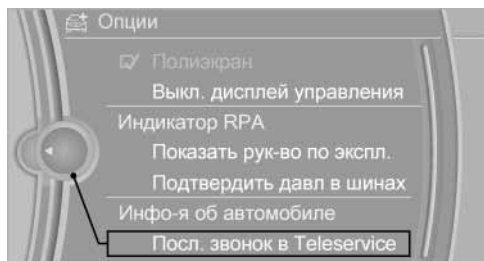 Опции
Полиэкран
Выкл. дисплей управления
Индикатор RPA
Показать рук-во по экспл.
Подтвердить давл в шинах
Инфо-я об автомобиле
Посл. звонок в Teleservice